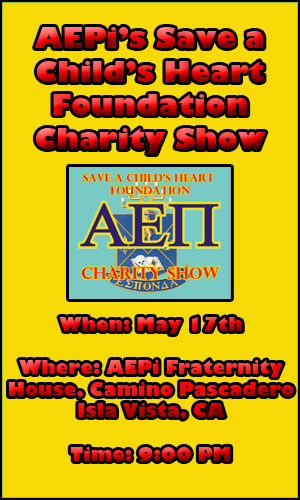 AEPi's Save a
Child's Heart
Foundation
Charity Show
SAVE A CHILD'S HEART
FOUNDATION
ΑΕΠ
CHARITY SHOW
ΕΣΠΟΝΔΑ
When: May 17th
Where: AEPi Fraternity
House, Camino Pascadero
Isla Vista, CA
Time: 9:00 PM